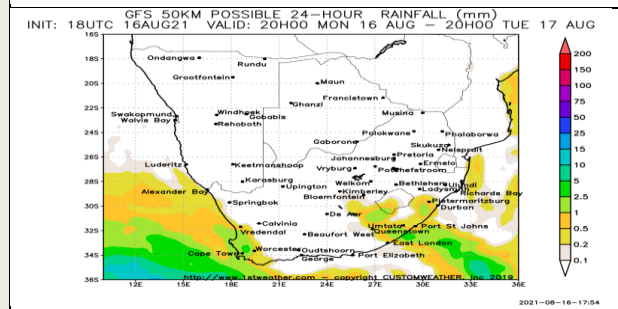 GFS 50KM POSSIBLE 24-HOUR RAINFALL (mm)
INIT: 18UTC 16AUG21 VALID: 20H00 MON 16 AUG - 20H00 TUE 17 AUG
16S
18S
20S
22S
24S
26S
28S
30S
32S
34S
36S
Ondangwa
Rundu
Grootfontein
Maun
Francistown
Ghanzi
Swakopmund
Walvis Bay
Windhoek
Gobabis
Rehoboth
Musina
Polokwane
Phalaborwa
Gaborone
Skukuza
Nelspruit
Pretoria
Johannesburg
Ermelo
Luderitz
Keetmanshoop
Vryburg
Potchefstroom
Karasburg
Upington
Welkom
Bethlehem
Ulundi
Ladysmith
Kimberley
Richards Bay
Alexander Bay
Springbok
Bloemfontein
Pietermaritzburg
Durban
De Aar
Calvinia
Umtata
Port St Johns
Vredendal
Beaufort West
Queenstown
East London
Cape Town
Worcester
Oudtshoorn
George
Port Elizabeth
http://www.1stweather.com - copyright CUSTOMWEATHER, Inc 2019
12E 15E 18E 21E 24E 27E 30E 33E 36E
200
150
100
75
50
25
15
10
5
2.5
1
0.5
0.2
0.1
2021-08-16-17:54